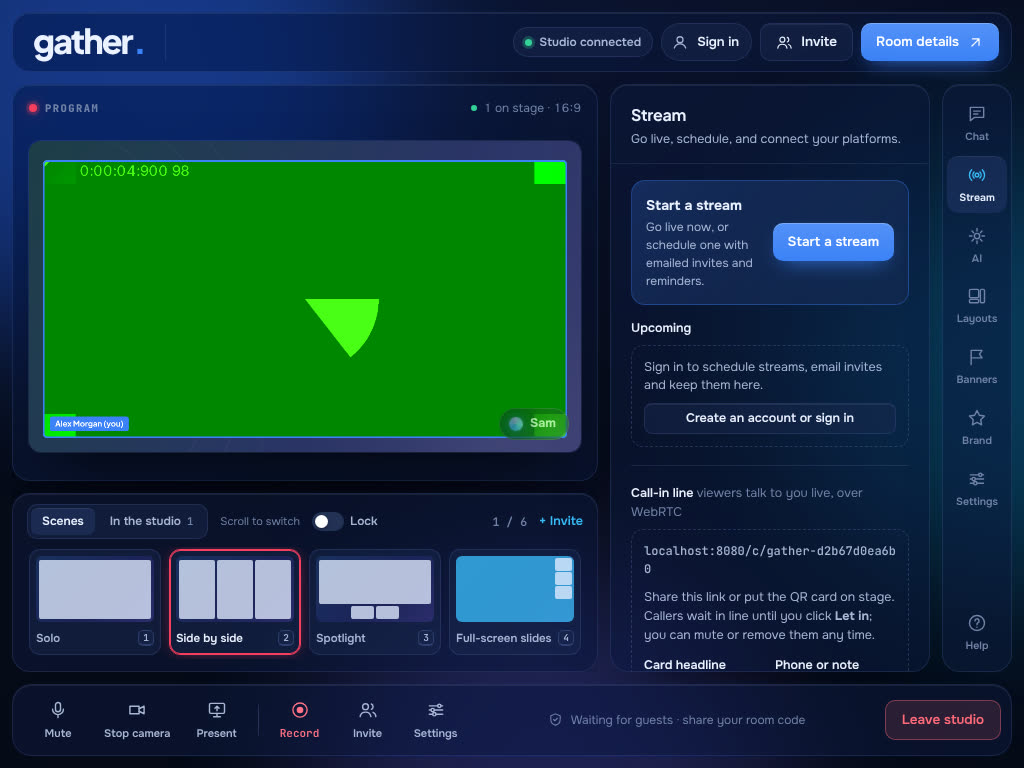 gather.
Studio connected
Sign in
Invite
Room details
PROGRAM
1 on stage · 16:9
0:00:04:900 98
Alex Morgan (you)
Sam
Scenes
In the studio 1
Scroll to switch
Lock
1 / 6
+ Invite
Solo 1
Side by side 2
Spotlight 3
Full-screen slides 4
Stream
Go live, schedule, and connect your platforms.
Start a stream
Go live now, or
schedule one with
emailed invites and
reminders.
Start a stream
Upcoming
Sign in to schedule streams, email invites
and keep them here.
Create an account or sign in
Call-in line viewers talk to you live, over
WebRTC
localhost:8080/c/gather-d2b67d0ea6b
0
Share this link or put the QR card on stage.
Callers wait in line until you click Let in;
you can mute or remove them any time.
Card headline
Phone or note
Chat
Stream
AI
Layouts
Banners
Brand
Settings
Help
Mute
Stop camera
Present
Record
Invite
Settings
Waiting for guests · share your room code
Leave studio